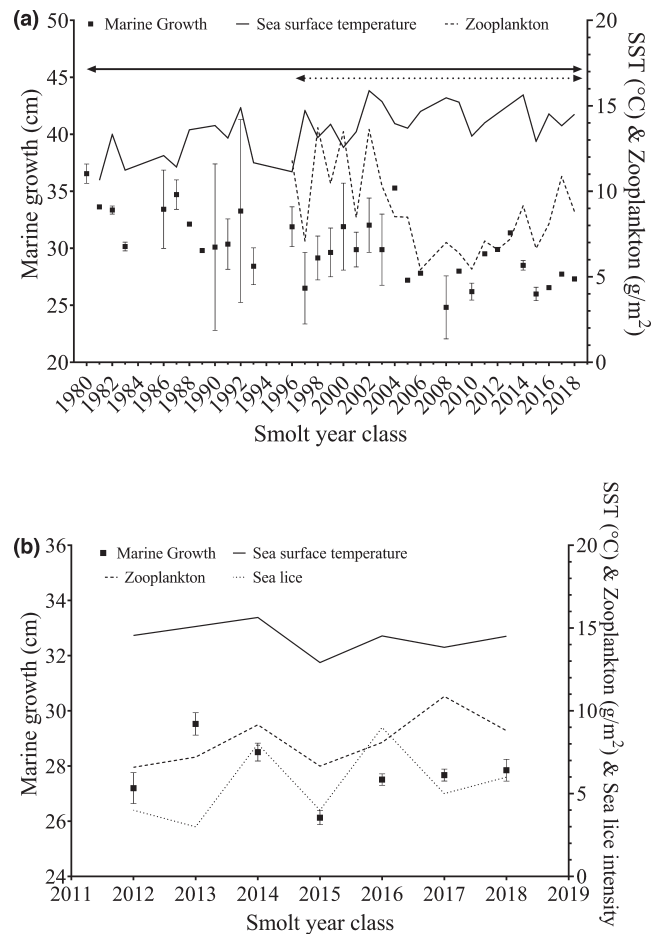 (a)
Marine Growth
Sea surface temperature
Zooplankton
50
45
40
35
30
25
20
Marine growth (cm)
20
15
10
5
0
SST (°C) & Zooplankton (g/m²)
1980 1982 1984 1986 1988 1990 1992 1994 1996 1998 2000 2002 2004 2006 2008 2010 2012 2014 2016 2018
Smolt year class
(b)
Marine Growth
Sea surface temperature
Zooplankton
Sea lice
36
34
32
30
28
26
24
Marine growth (cm)
20
15
10
5
0
SST (°C) & Zooplankton (g/m²) & Sea lice intensity
2011 2012 2013 2014 2015 2016 2017 2018 2019
Smolt year class